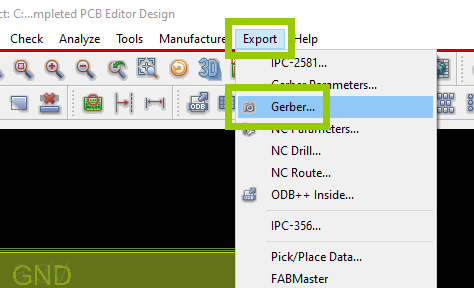 ct: C:...mpleted PCB Editor Design
Check Analyze Tools Manufacture Export Help
3D
IPC-2581...
Gerber Parameters...
Gerber...
NC Parameters...
NC Drill...
NC Route...
ODB++ Inside...
IPC-356...
Pick/Place Data...
FABMaster
GND